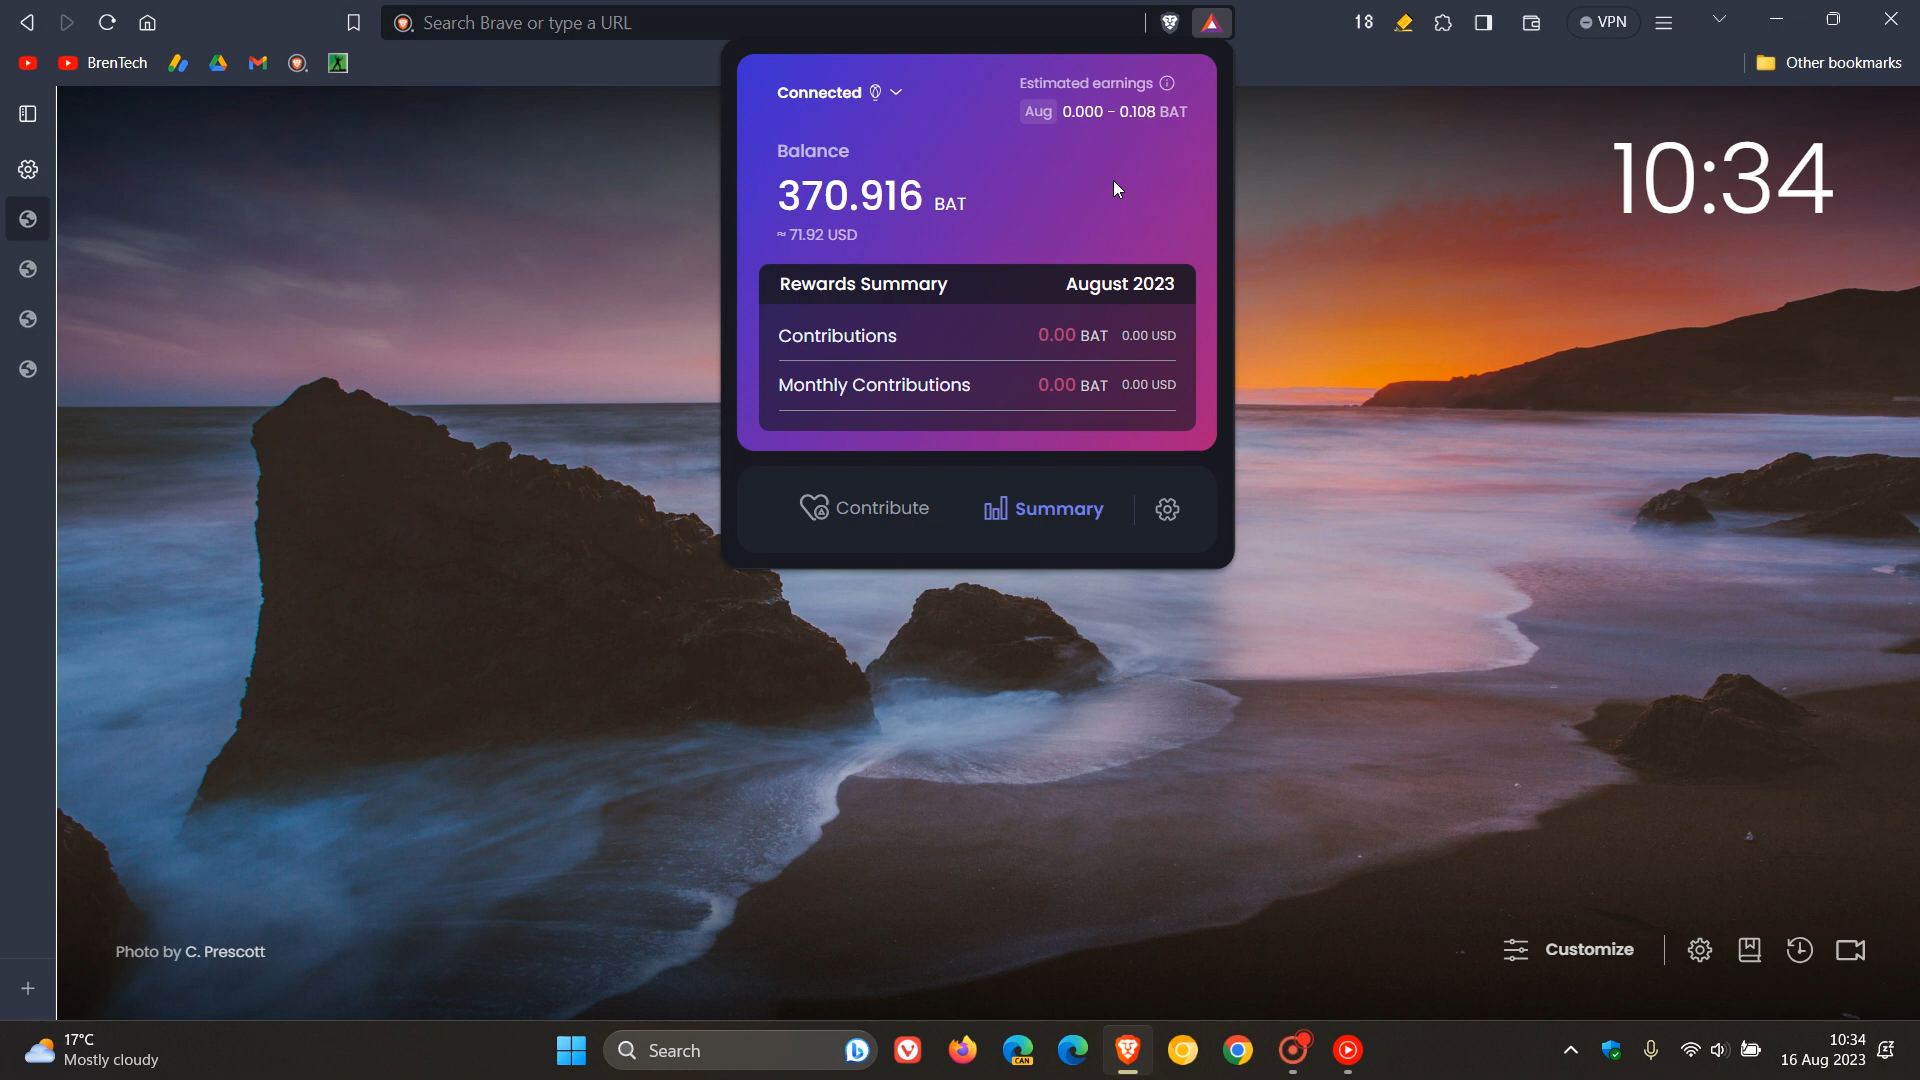 Search Brave or type a URL
18
VPN
BrenTech
Other bookmarks
Connected
Estimated earnings
Aug 0.000 - 0.108 BAT
Balance
370.916 BAT
≈ 71.92 USD
Rewards Summary August 2023
Contributions 0.00 BAT 0.00 USD
Monthly Contributions 0.00 BAT 0.00 USD
Contribute Summary
10:34
Photo by C. Prescott
Customize
17°C
Mostly cloudy
Search
CAN
10:34
16 Aug 2023